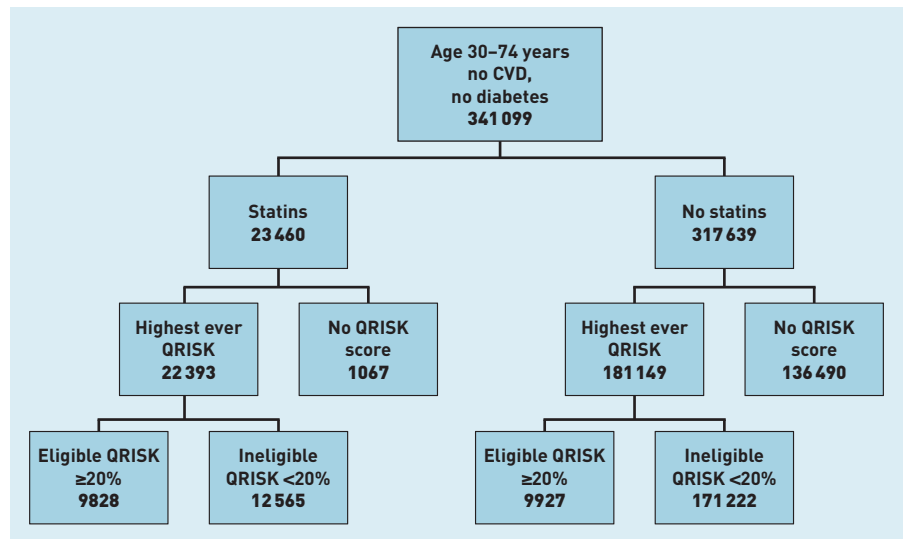 Age 30–74 years
no CVD,
no diabetes
341 099
Statins
23 460
No statins
317 639
Highest ever
QRISK
22 393
No QRISK
score
1067
Highest ever
QRISK
181 149
No QRISK
score
136 490
Eligible QRISK
≥20%
9828
Ineligible
QRISK <20%
12 565
Eligible QRISK
≥20%
9927
Ineligible
QRISK <20%
171 222